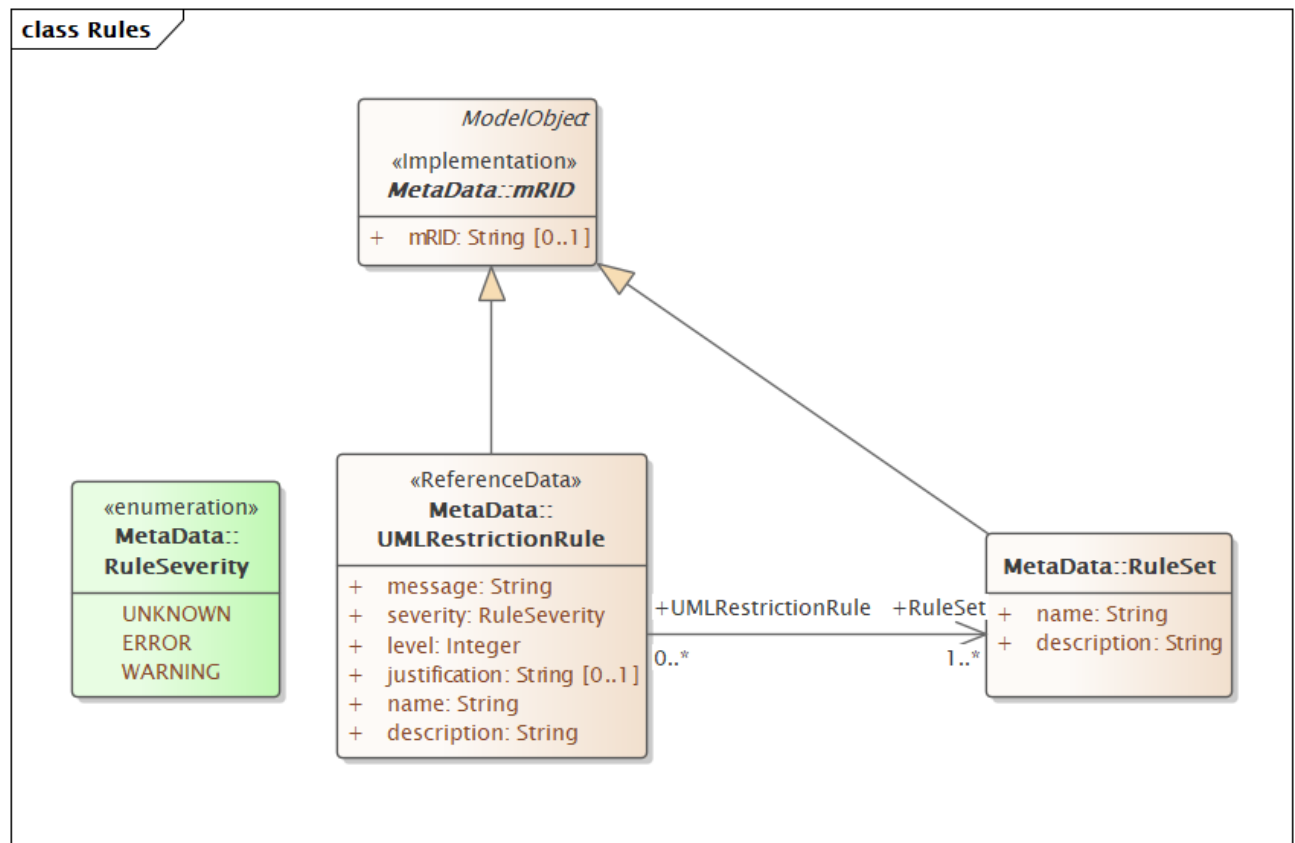 class Rules
ModelObject
«Implementation»
MetaData::mRID
+ mRID: String [0..1]
«enumeration»
MetaData::
RuleSeverity
UNKNOWN
ERROR
WARNING
«ReferenceData»
MetaData::
UMLRestrictionRule
+ message: String
+ severity: RuleSeverity
+ level: Integer
+ justification: String [0..1]
+ name: String
+ description: String
+UMLRestrictionRule +RuleSet
0..* 1..*
MetaData::RuleSet
+ name: String
+ description: String